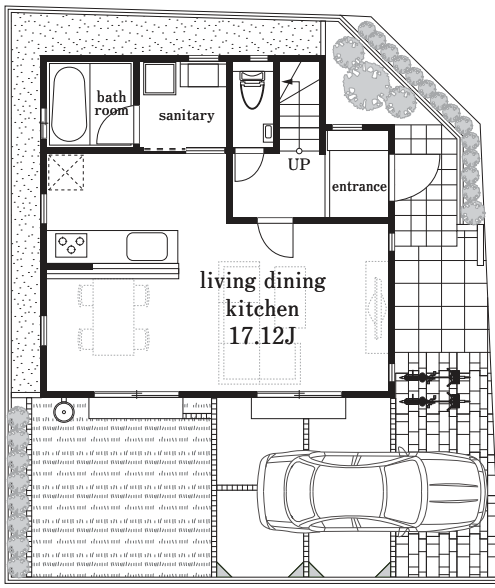 bath
room
sanitary
UP
entrance
living dining
kitchen
17.12J